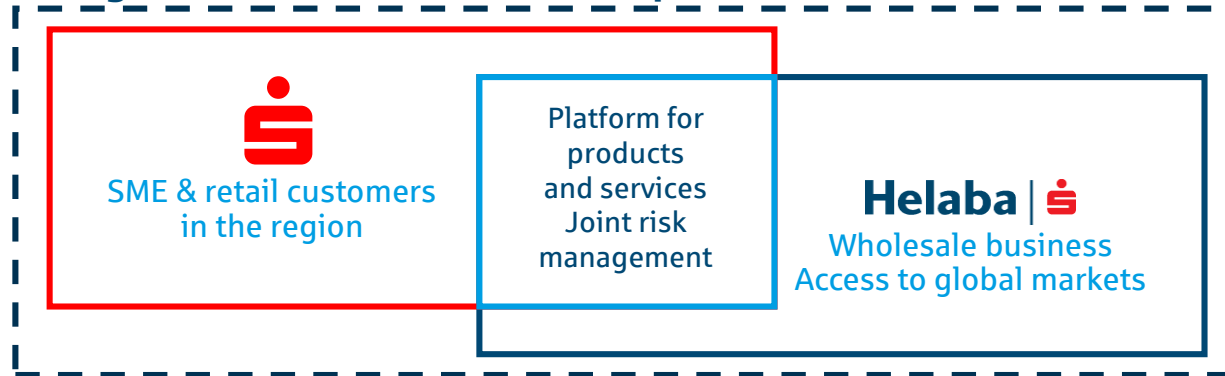 SME & retail customers
in the region
Platform for
products
and services
Joint risk
management
Helaba
Wholesale business
Access to global markets